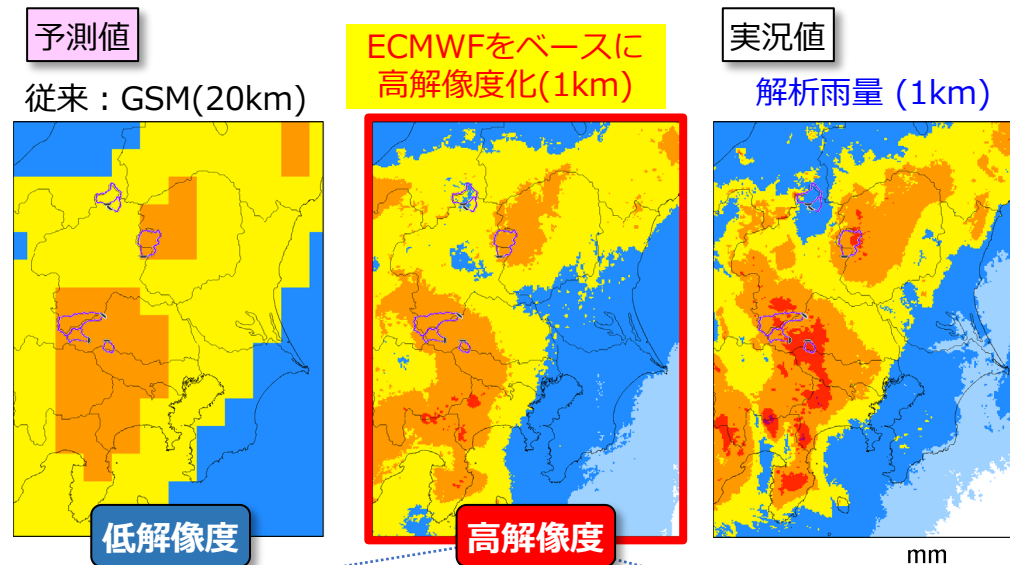 予測値
従来：GSM(20km)
ECMWFをベースに
高解像度化(1km)
実況値
解析雨量 (1km)
低解像度
高解像度
mm